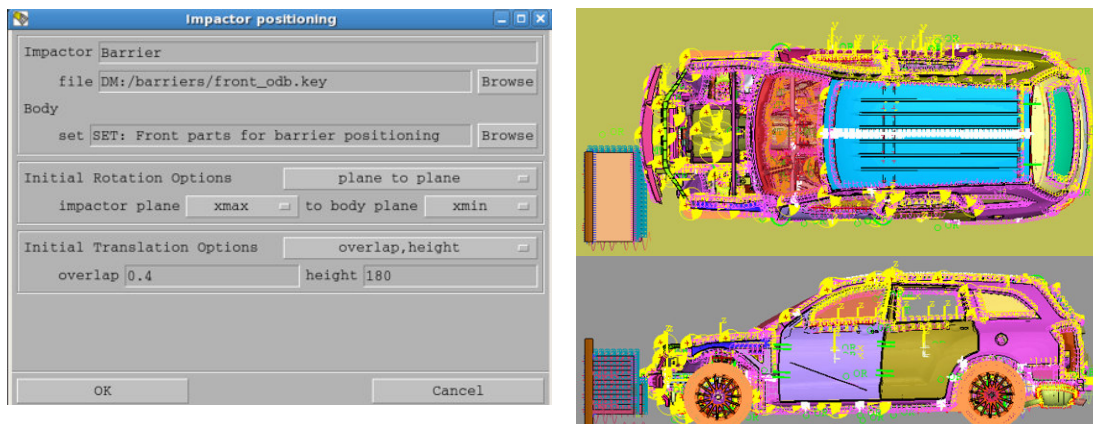 Impactor positioning
Impactor Barrier
file DM:/barriers/front_odb.key Browse
Body
set SET: Front parts for barrier positioning Browse
Initial Rotation Options plane to plane
impactor plane xmax to body plane xmin
Initial Translation Options overlap,height
overlap 0.4 height 180
OK Cancel